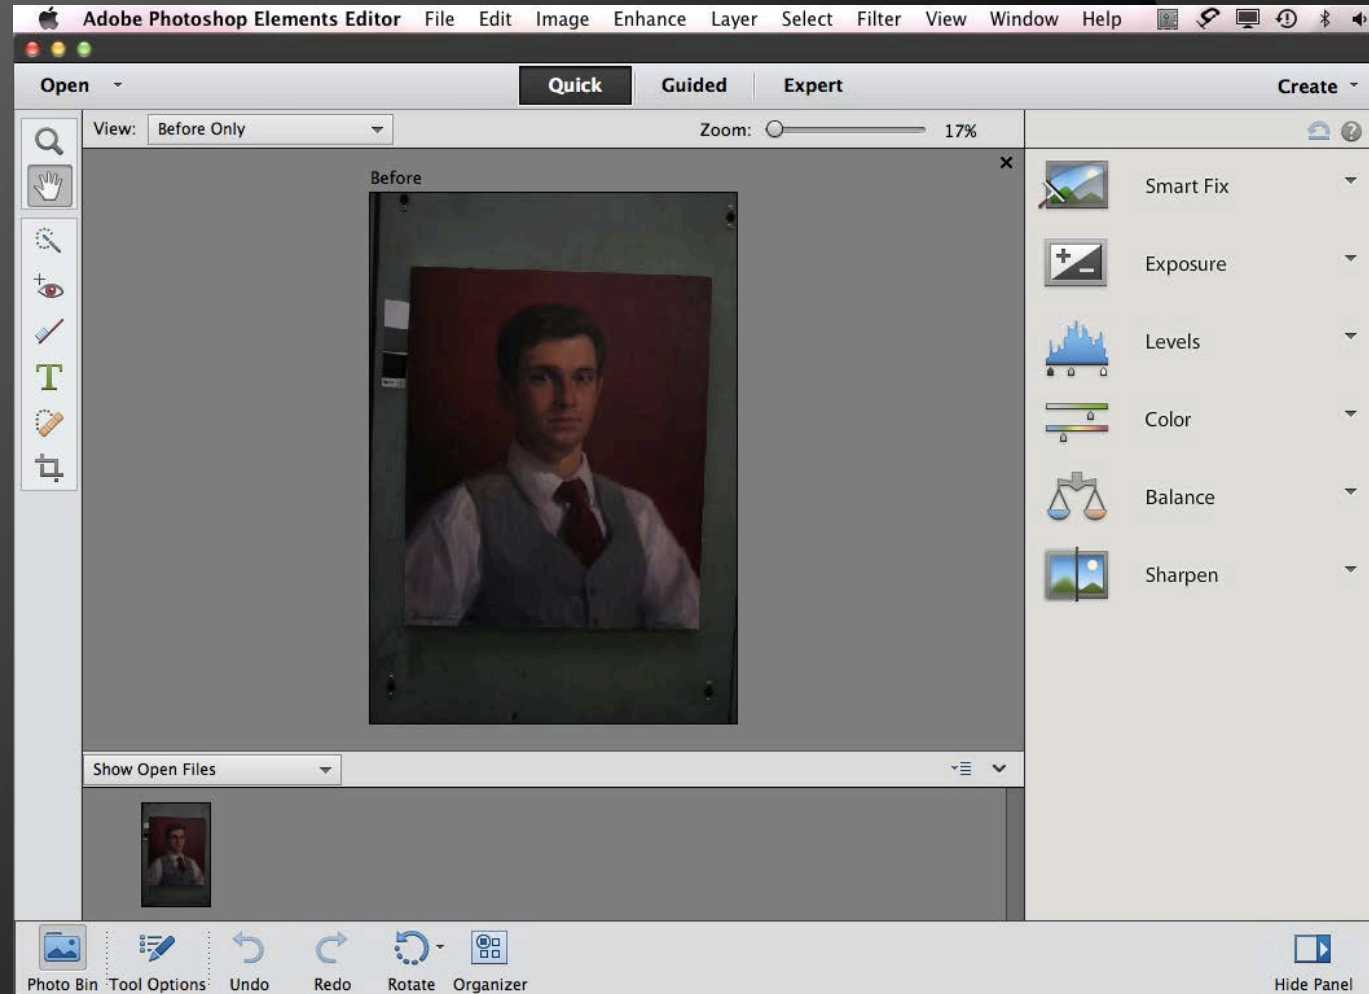 Adobe Photoshop Elements Editor File Edit Image Enhance Layer Select Filter View Window Help
Open Quick Guided Expert Create
View: Before Only Zoom: 17%
Before
Smart Fix
Exposure
Levels
Color
Balance
Sharpen
Show Open Files
Photo Bin Tool Options Undo Redo Rotate Organizer Hide Panel